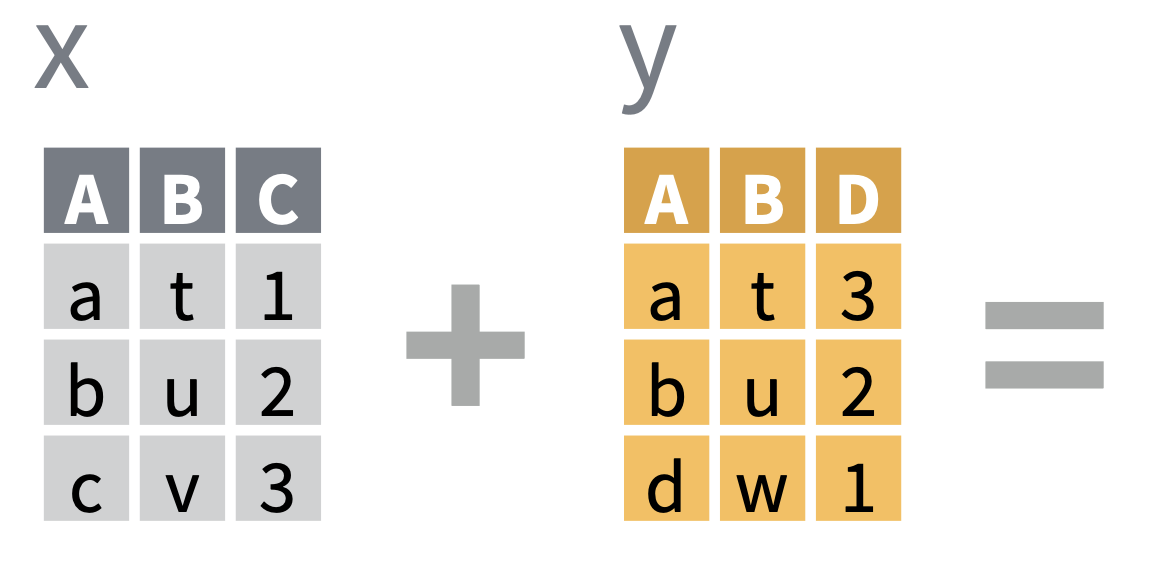 x y
A B C A B D
a t 1 a t 3
b u 2 + b u 2 =
c v 3 d w 1